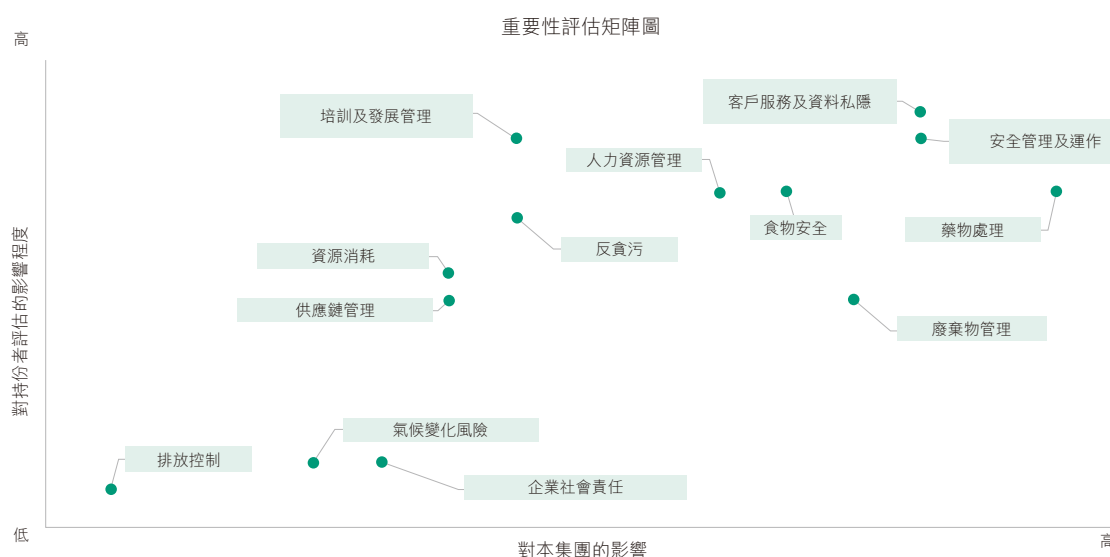 重要性評估矩陣圖
高
客戶服務及資料私隱
培訓及發展管理
安全管理及運作
人力資源管理
食物安全
藥物處理
反貪污
資源消耗
供應鏈管理
廢棄物管理
對持份者評估的影響程度
氣候變化風險
排放控制
企業社會責任
低
對本集團的影響
高